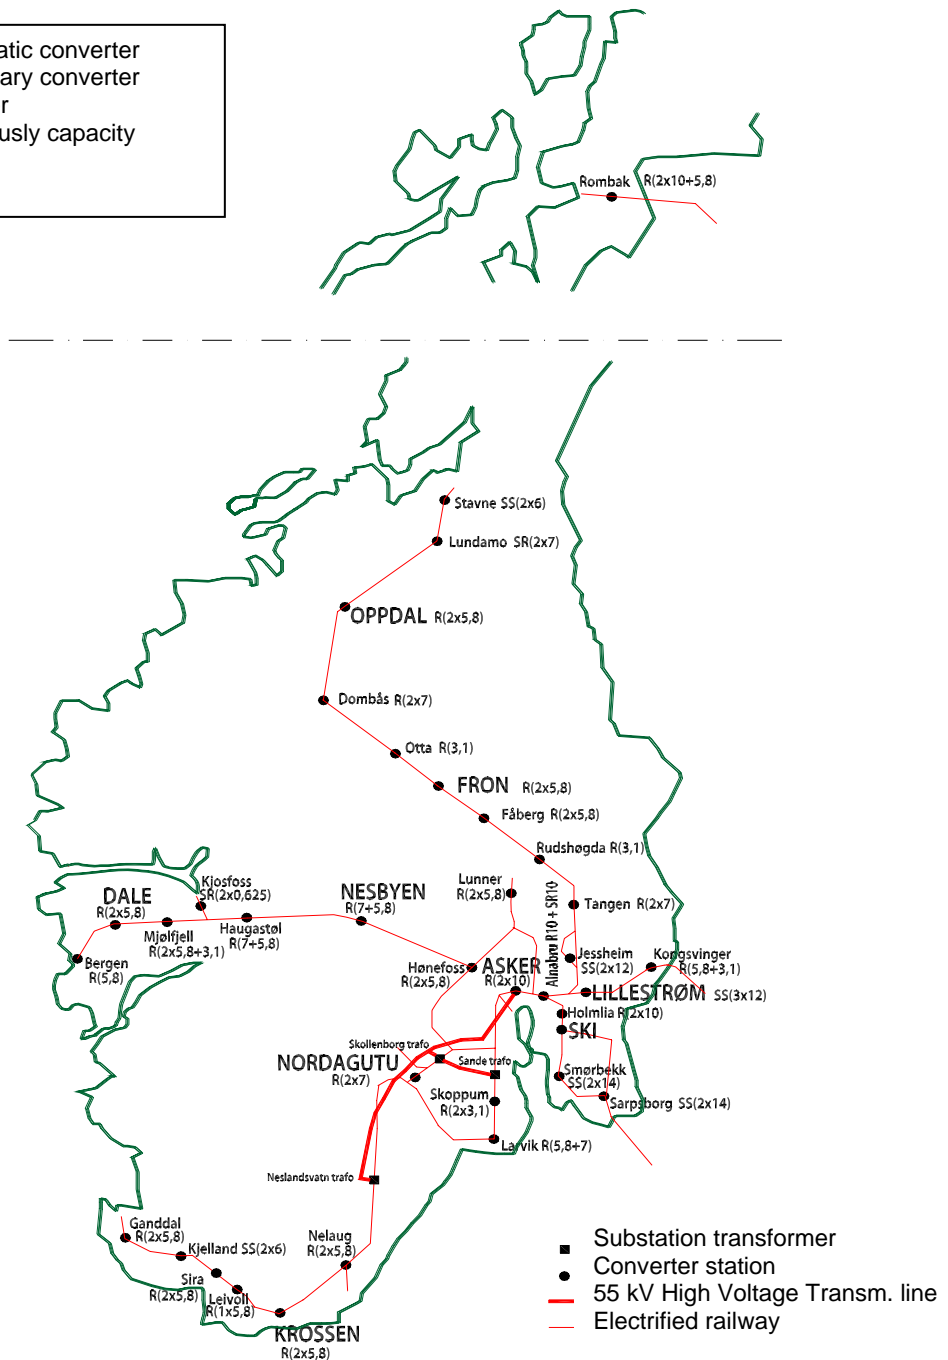 atic converter
ary converter
r
usly capacity
Rombak R(2x10+5,8)
Stavne SS(2x6)
Lundamo SR(2x7)
OPPDAL R(2x5,8)
Dombås R(2x7)
Otta R(3,1)
FRON R(2x5,8)
Fåberg R(2x5,8)
Rudshøgda R(3,1)
Lunner
R(2x5,8)
Alnabru R10 + SR10
Tangen R(2x7)
Kjosfoss
SR(2x0,625)
DALE
R(2x5,8)
NESBYEN
R(7+5,8)
Haugastøl
R(7+5,8)
Mjølfjell
R(2x5,8+3,1)
Bergen
R(5,8)
Hønefoss
R(2x5,8)
ASKER
R(2x10)
Jessheim
SS(2x12)
Kongsvinger
R(5,8+3,1)
LILLESTRØM SS(3x12)
Holmlia R(2x10)
SKI
Skollenborg trafo
Sande trafo
NORDAGUTU
R(2x7)
Smørbekk
SS(2x14)
Skoppum
R(2x3,1)
Sarpsborg SS(2x14)
Larvik R(5,8+7)
Neslandsvatn trafo
Ganddal
R(2x5,8)
Kjelland SS(2x6)
Nelaug
R(2x5,8)
Sira
R(2x5,8)
Leivoll
R(1x5,8)
KROSSEN
R(2x5,8)
Substation transformer
Converter station
55 kV High Voltage Transm. line
Electrified railway